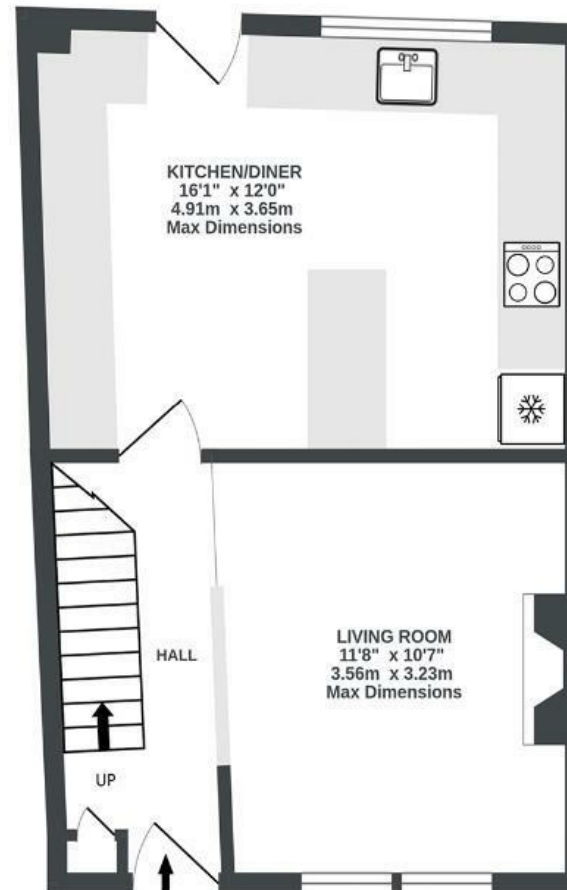 KITCHEN/DINER
16'1" x 12'0"
4.91m x 3.65m
Max Dimensions
HALL
LIVING ROOM
11'8" x 10'7"
3.56m x 3.23m
Max Dimensions
UP